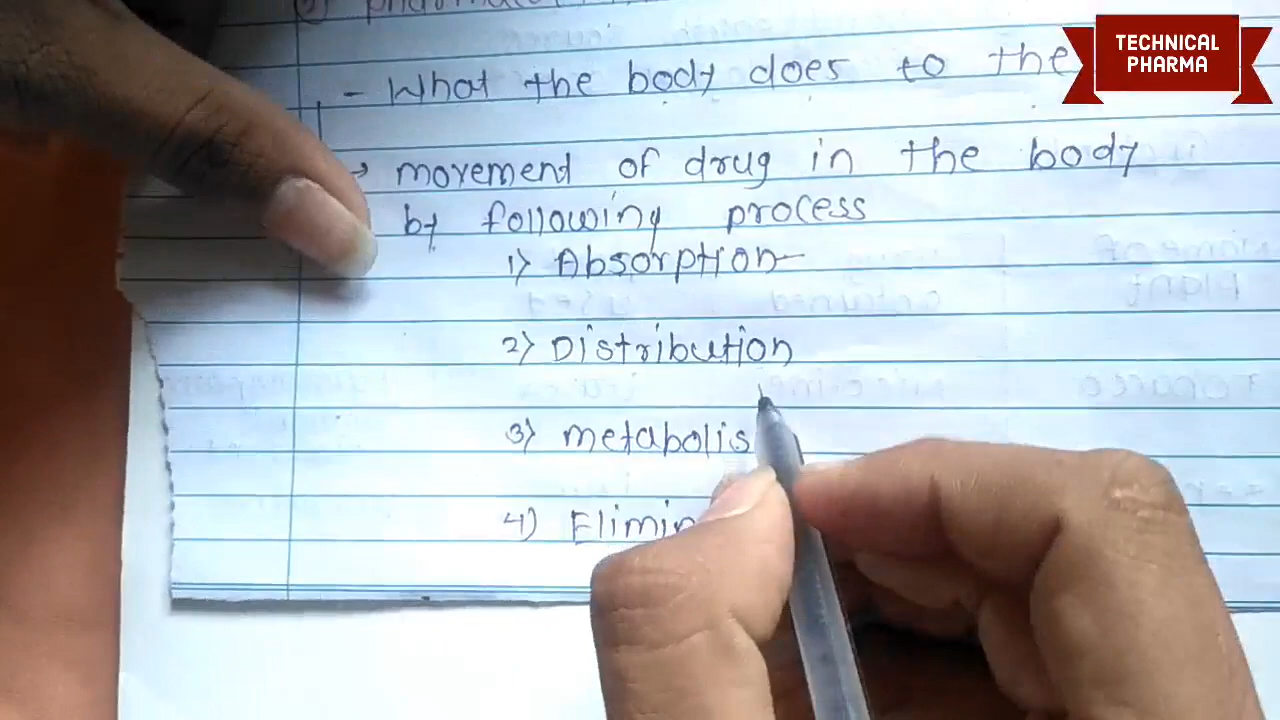 - What the body does to the
TECHNICAL
PHARMA
→ movement of drug in the body
by following process
1) Absorption-
2) Distribution
3) metabolis
4) Elimin